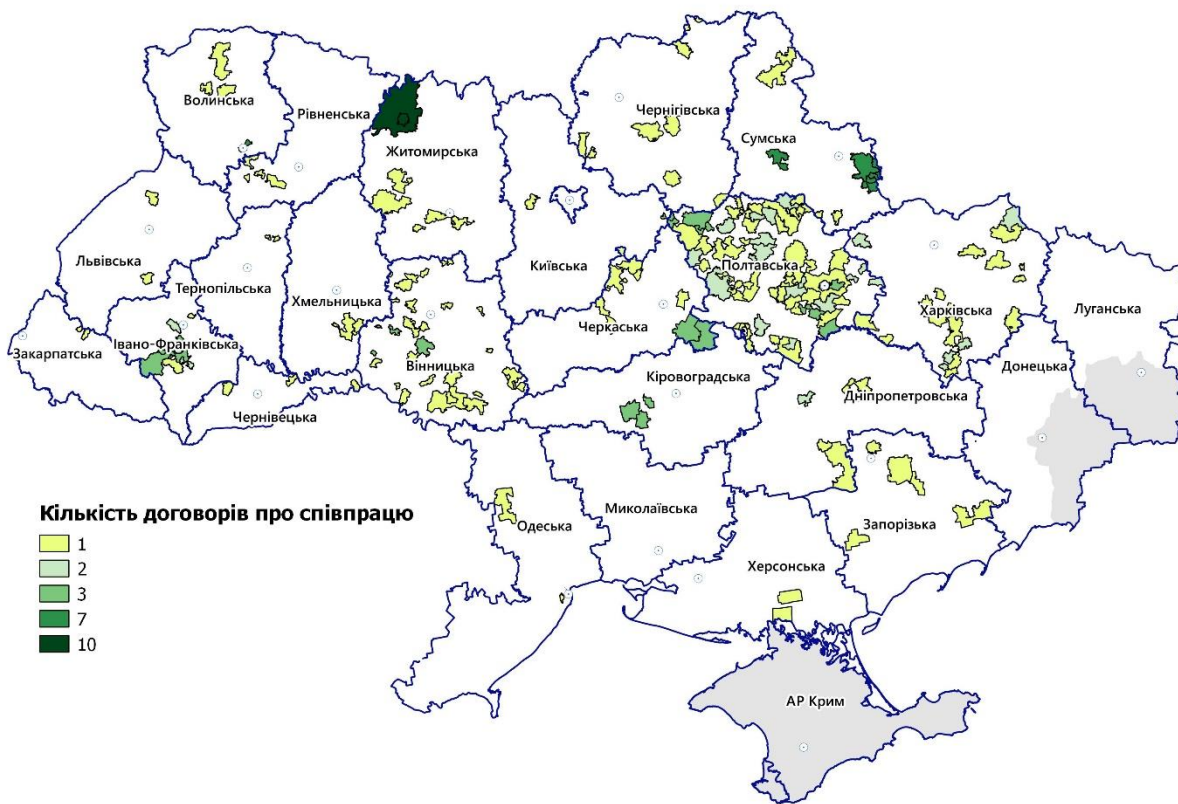 Волинська
Рівненська
Житомирська
Чернігівська
Сумська
Львівська
Тернопільська
Хмельницька
Київська
Полтавська
Харківська
Луганська
Закарпатська
Івано-Франківська
Вінницька
Черкаська
Чернівецька
Кіровоградська
Дніпропетровська
Донецька
Одеська
Миколаївська
Запорізька
Херсонська
АР Крим
Кількість договорів про співпрацю
1
2
3
7
10